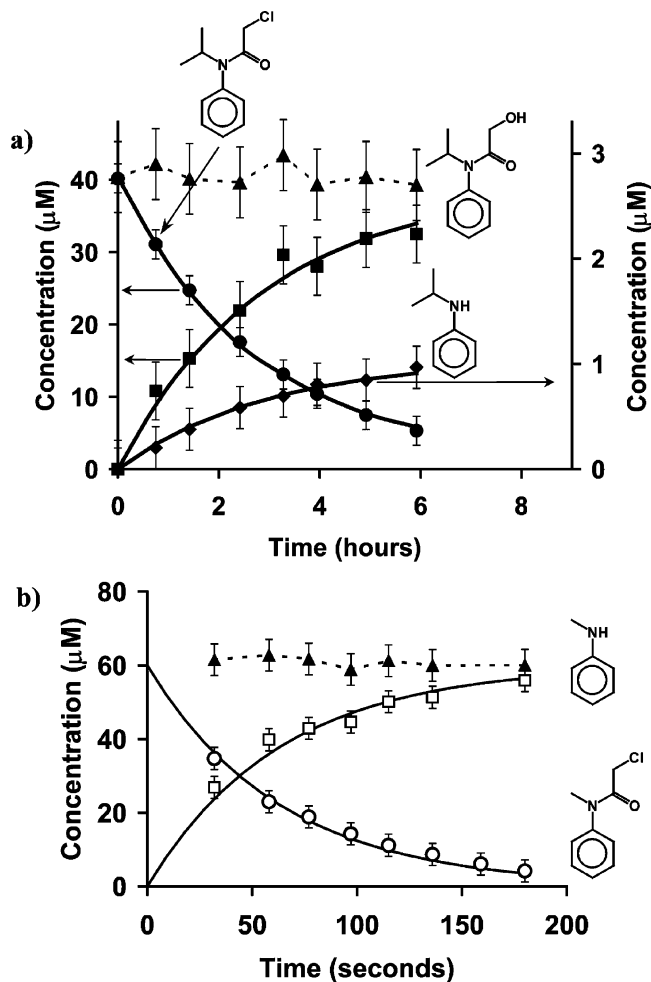 Cl
N
O
a)
OH
N
O
NH
Concentration (μM)
40
30
20
10
0
3
2
1
0
Concentration (μM)
0
2
4
6
8
Time (hours)
b)
80
60
40
20
0
Concentration (μM)
NH
Cl
N
O
0
50
100
150
200
Time (seconds)